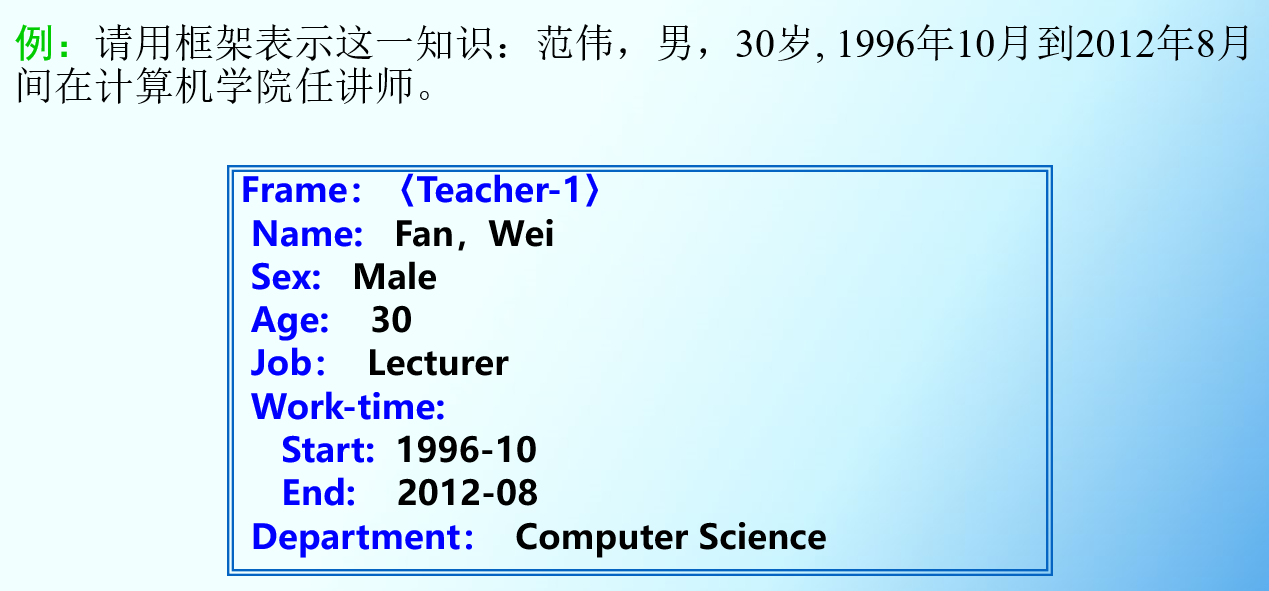 例：请用框架表示这一知识：范伟，男，30岁, 1996年10月到2012年8月
间在计算机学院任讲师。
Frame：〈Teacher-1〉
Name: Fan，Wei
Sex: Male
Age: 30
Job： Lecturer
Work-time:
Start: 1996-10
End: 2012-08
Department： Computer Science